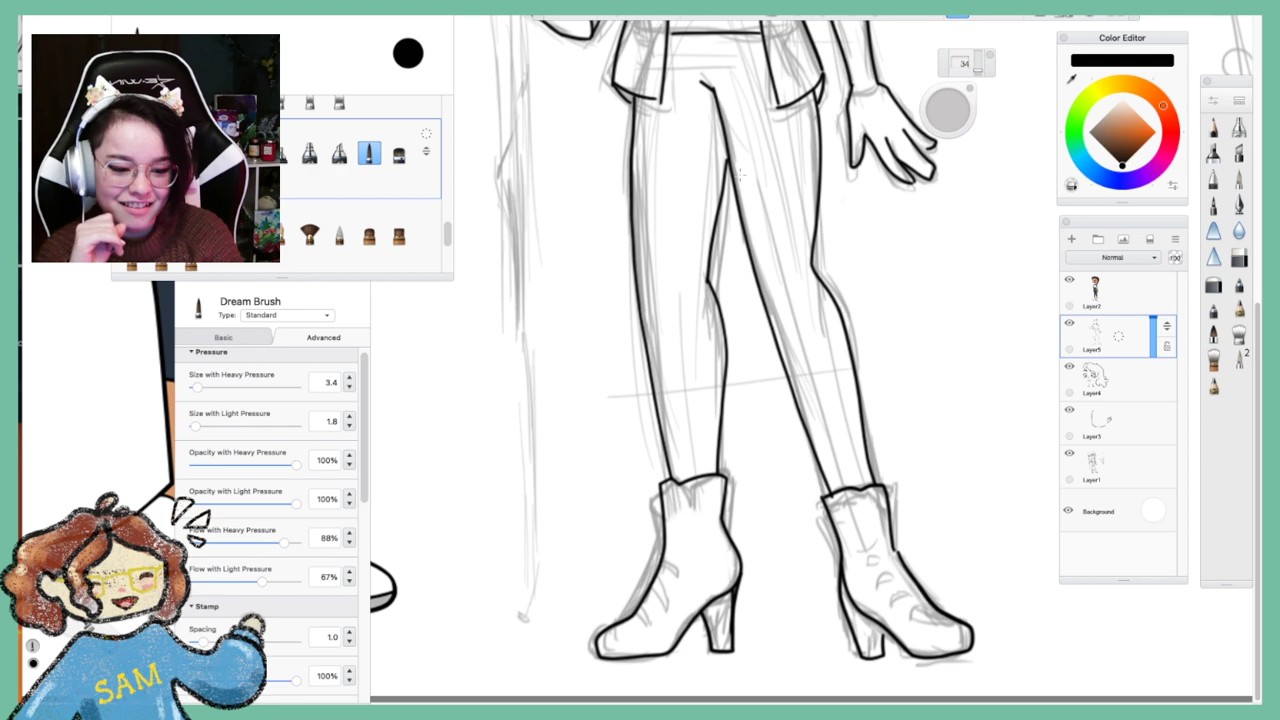 34
Color Editor
Normal
Layer2
Layer5
Layer4
Layer3
Layer1
Background
2
Dream Brush
Type: Standard
Basic
Advanced
Pressure
Size with Heavy Pressure
3.4
Size with Light Pressure
1.8
Opacity with Heavy Pressure
100%
Opacity with Light Pressure
100%
Flow with Heavy Pressure
88%
Flow with Light Pressure
67%
Stamp
Spacing
1.0
100%
SAM